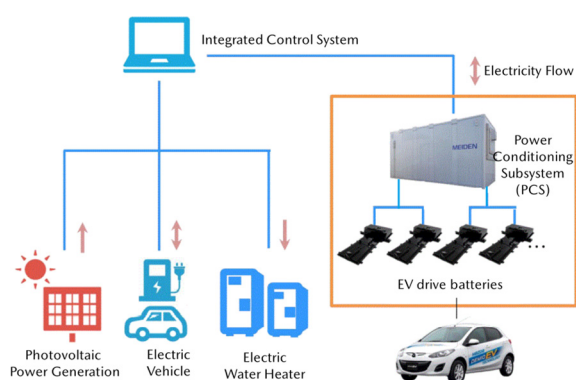 Integrated Control System
Electricity Flow
MEIDEN
Power
Conditioning
Subsystem
(PCS)
...
EV drive batteries
Photovoltaic
Power Generation
Electric
Vehicle
Electric
Water Heater